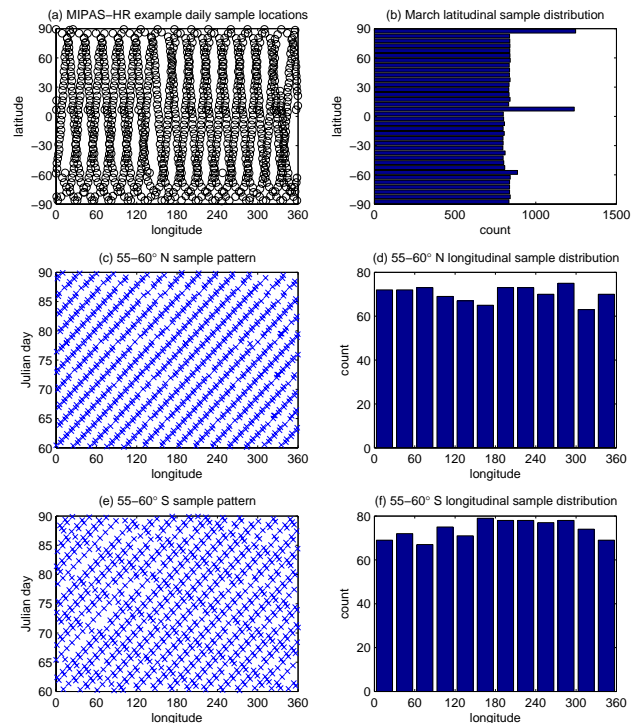 (a) MIPAS−HR example daily sample locations
90
60
30
0
−30
−60
−90
latitude
0 60 120 180 240 300 360
longitude
(b) March latitudinal sample distribution
90
60
30
0
−30
−60
−90
latitude
0 500 1000 1500
count
(c) 55−60° N sample pattern
90
85
80
75
70
65
60
Julian day
0 60 120 180 240 300 360
longitude
(d) 55−60° N longitudinal sample distribution
80
60
40
20
0
count
0 60 120 180 240 300 360
longitude
(e) 55−60° S sample pattern
90
85
80
75
70
65
60
Julian day
0 60 120 180 240 300 360
longitude
(f) 55−60° S longitudinal sample distribution
80
60
40
20
0
count
0 60 120 180 240 300 360
longitude